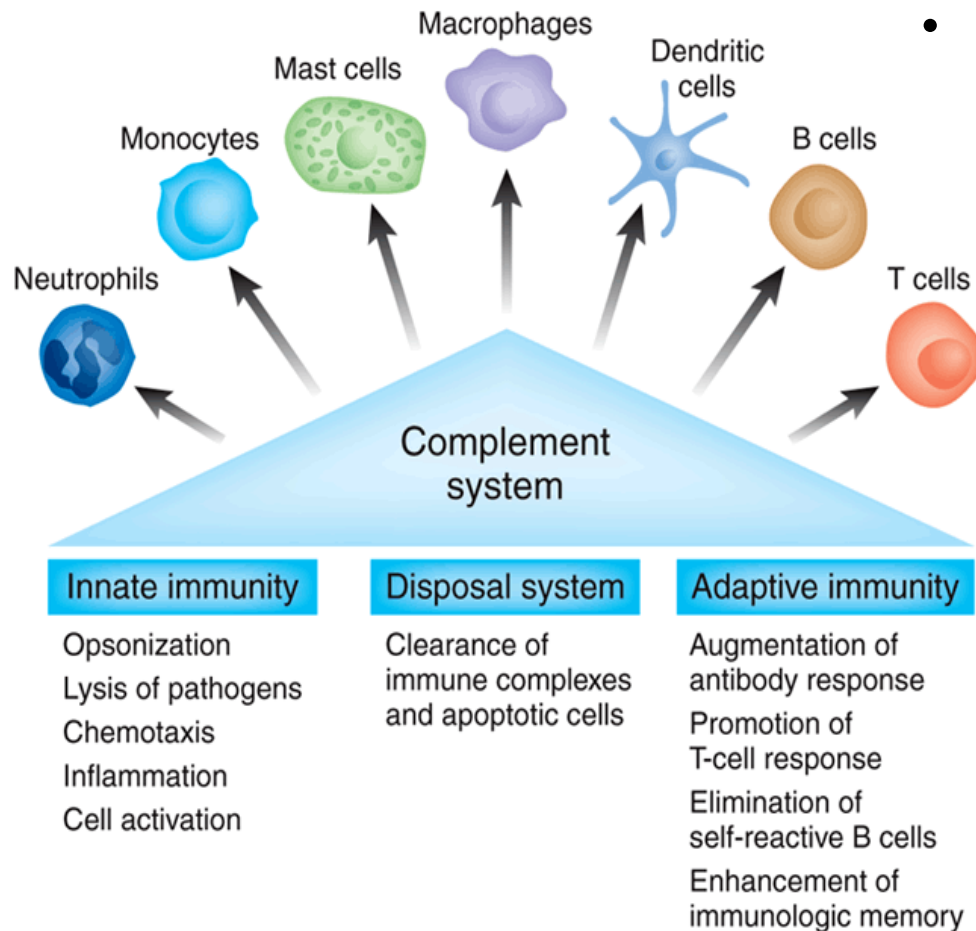 Macrophages
Mast cells
Dendritic
cells
Monocytes
B cells
Neutrophils
T cells
Complement
system
Innate immunity
Opsonization
Lysis of pathogens
Chemotaxis
Inflammation
Cell activation
Disposal system
Clearance of
immune complexes
and apoptotic cells
Adaptive immunity
Augmentation of
antibody response
Promotion of
T-cell response
Elimination of
self-reactive B cells
Enhancement of
immunologic memory